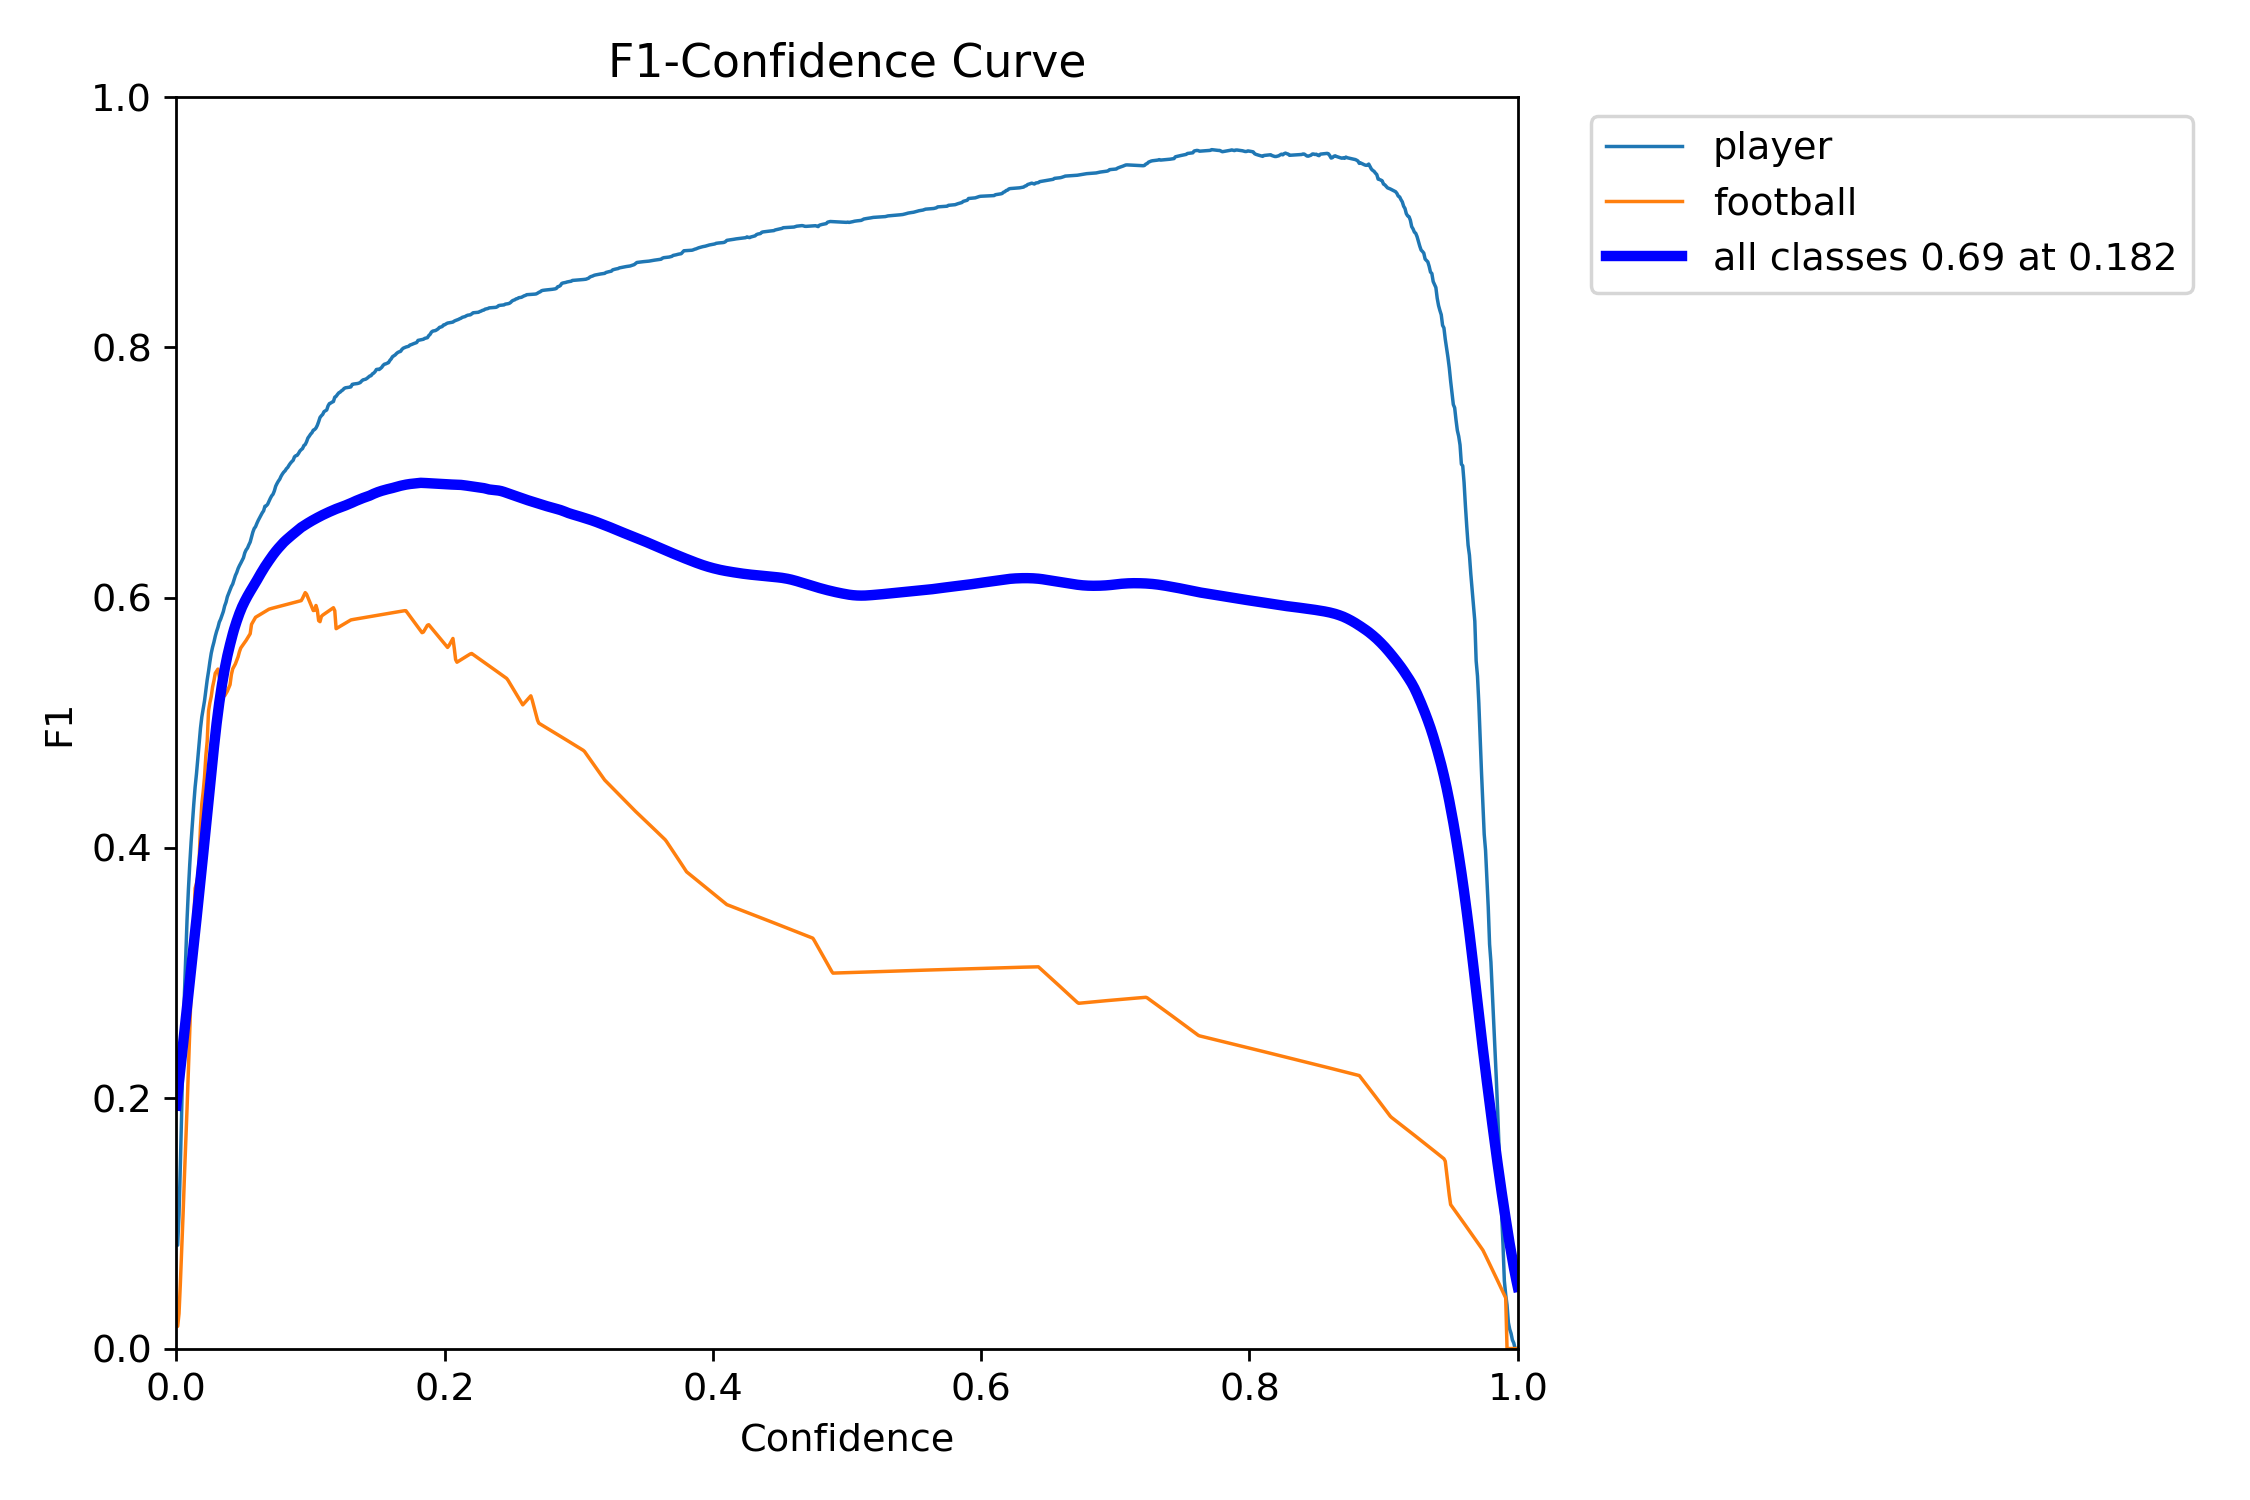 F1-Confidence Curve
1.0
0.8
0.6
0.4
0.2
0.0
F1
0.0 0.2 0.4 0.6 0.8 1.0
Confidence
player
football
all classes 0.69 at 0.182